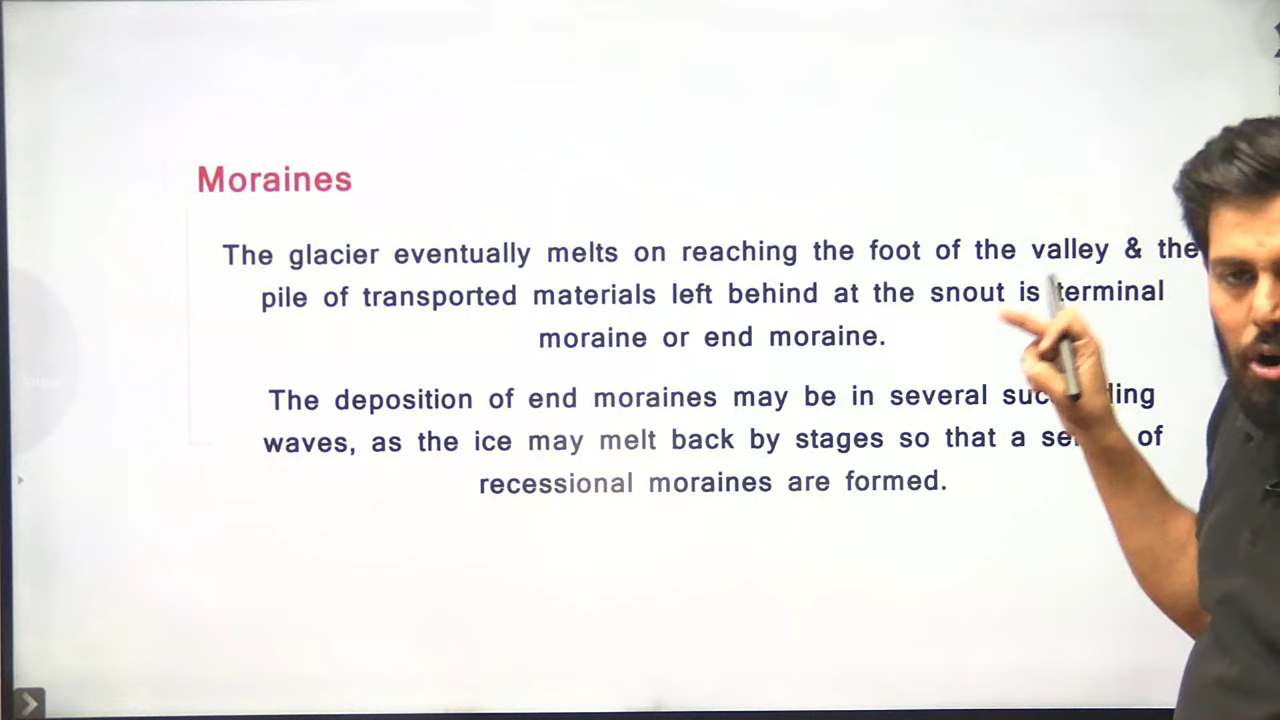 Moraines
The glacier eventually melts on reaching the foot of the valley & the
pile of transported materials left behind at the snout is terminal
moraine or end moraine.
The deposition of end moraines may be in several
waves, as the ice may melt back by stages so that a of
recessional moraines are formed.